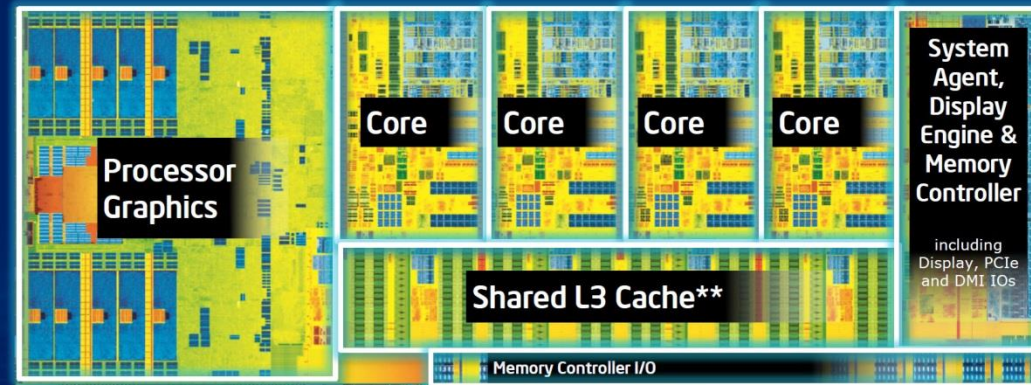 Processor
Graphics
Core
Core
Core
Core
System
Agent,
Display
Engine &
Memory
Controller
including
Display, PCIe
and DMI IOs
Shared L3 Cache**
Memory Controller I/O